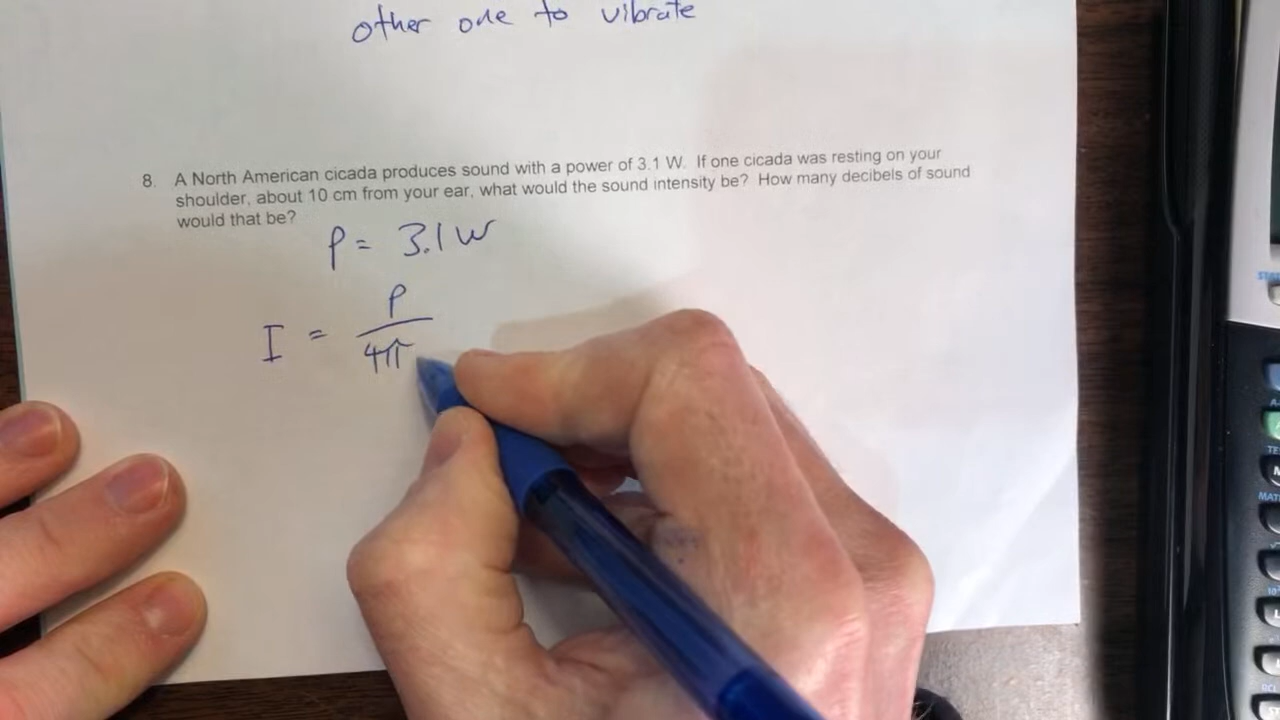 other one to vibrate
8. A North American cicada produces sound with a power of 3.1 W. If one cicada was resting on your
shoulder, about 10 cm from your ear, what would the sound intensity be? How many decibels of sound
would that be?
P = 3.1 W
I = P
4π